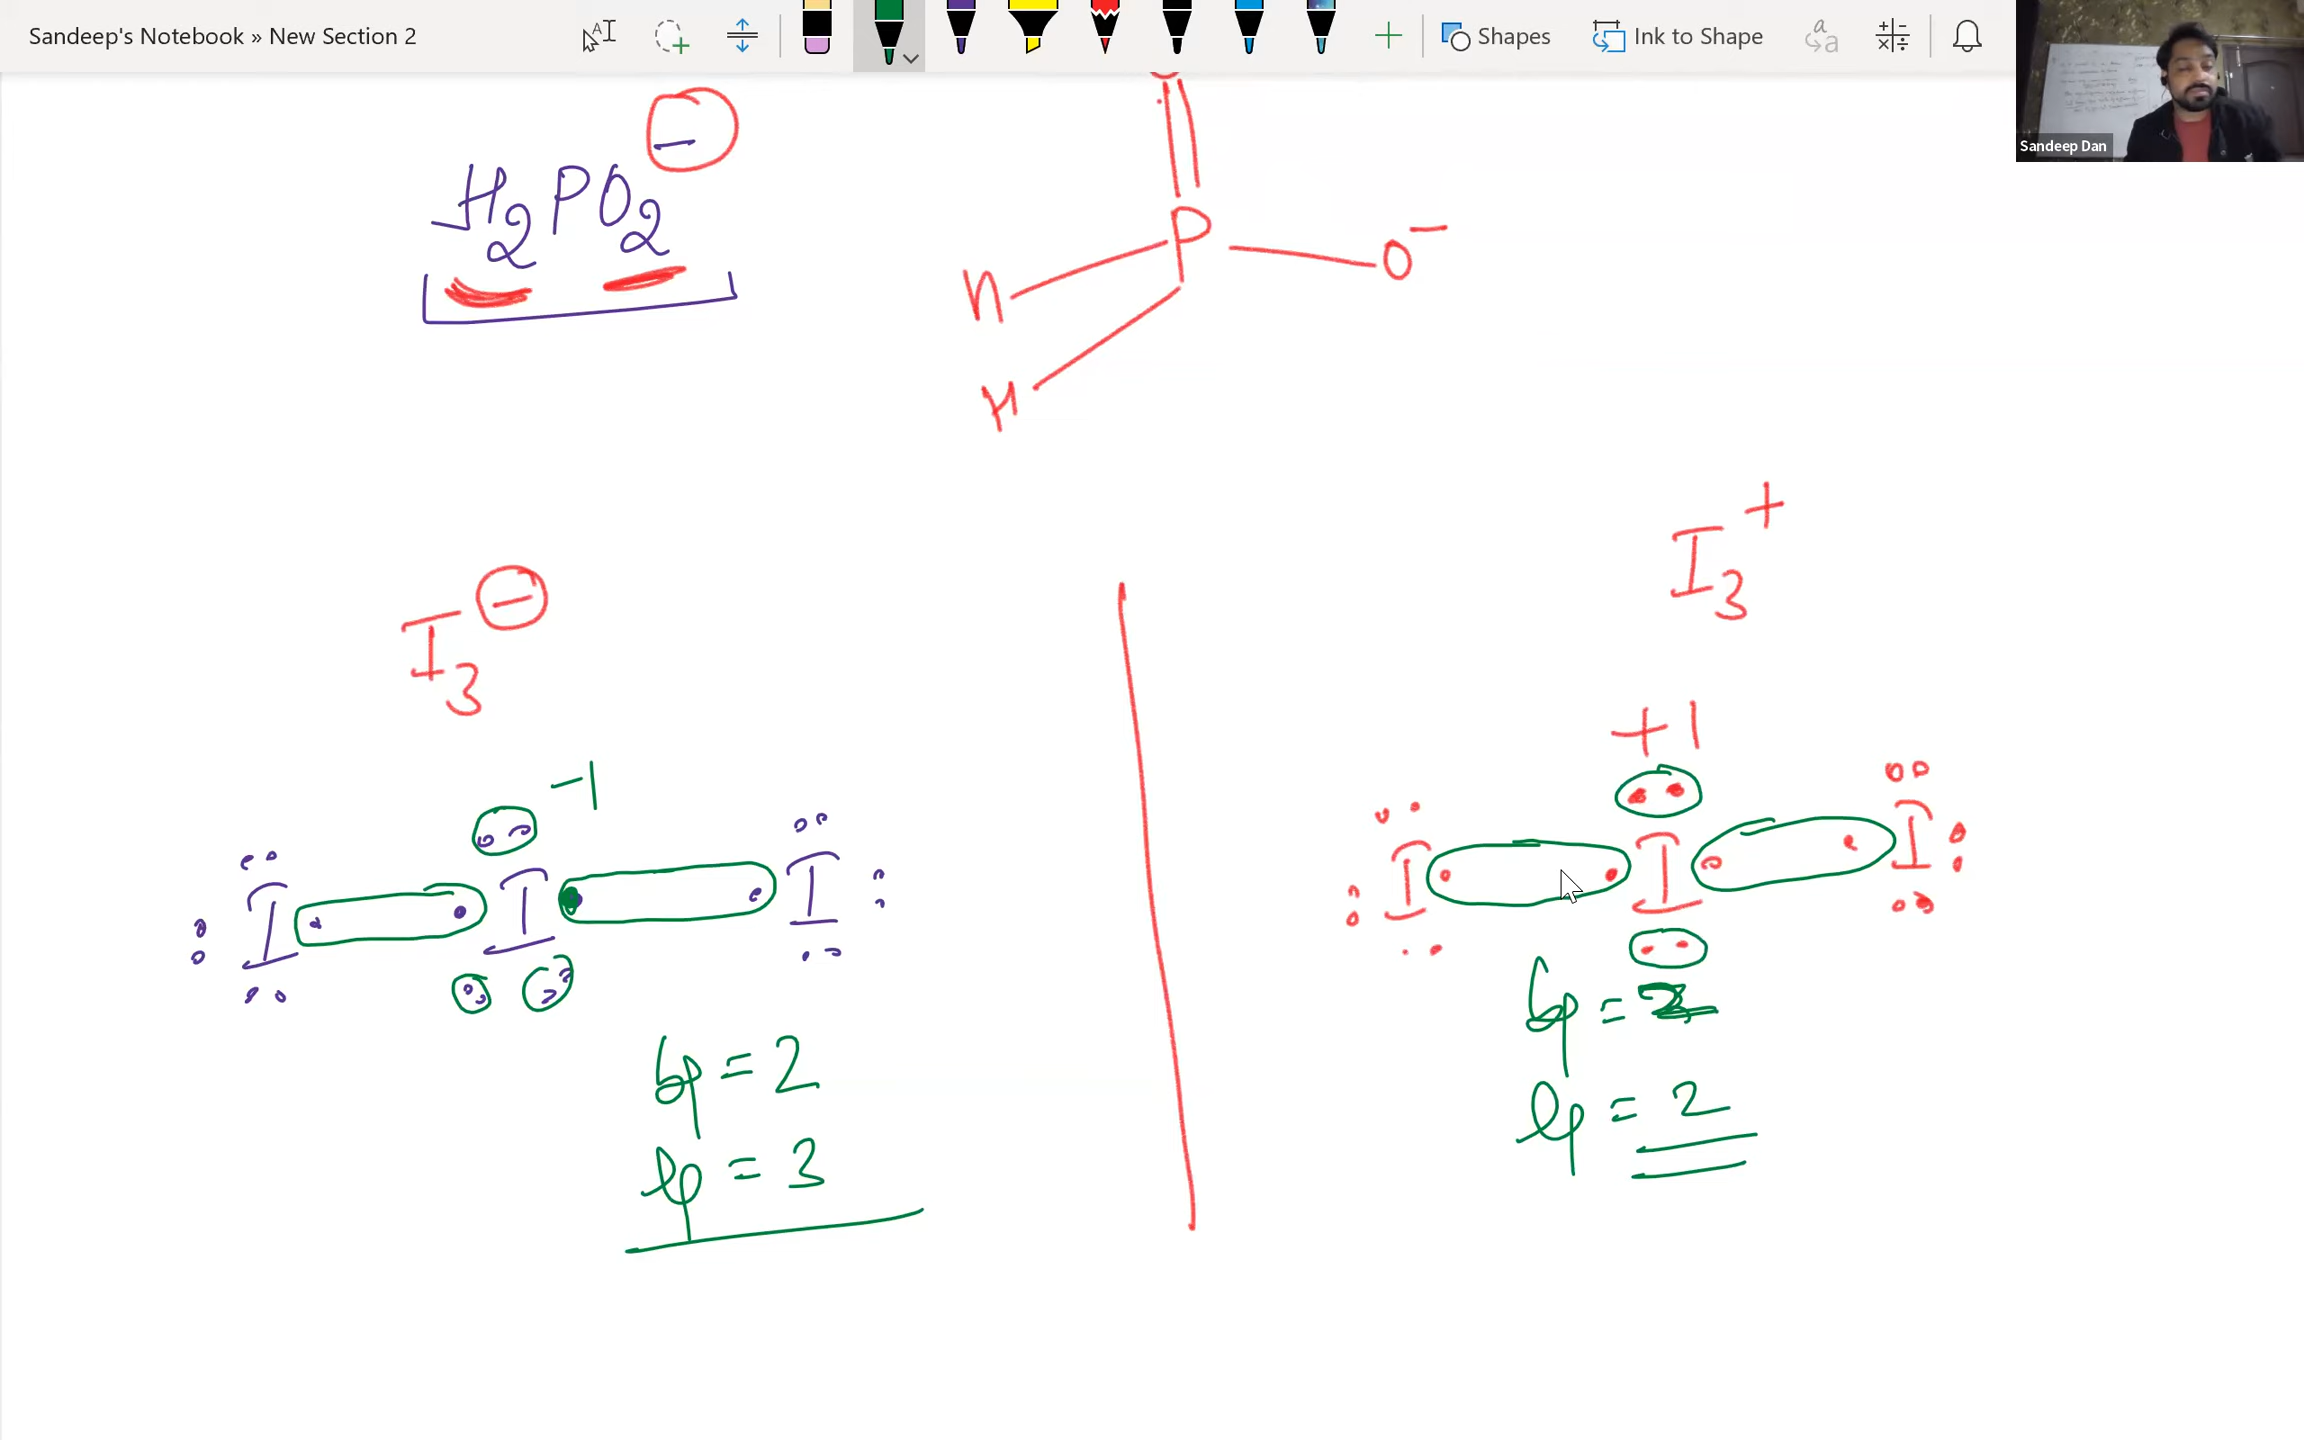 Sandeep's Notebook » New Section 2
Shapes
Ink to Shape
Sandeep Dan
H₂PO₂⁻
P
O⁻
H
H
I₃⁻
I₃⁺
-1
+1
I I I
I I I
bp = 2
lp = 3
bp = 2
lp = 2